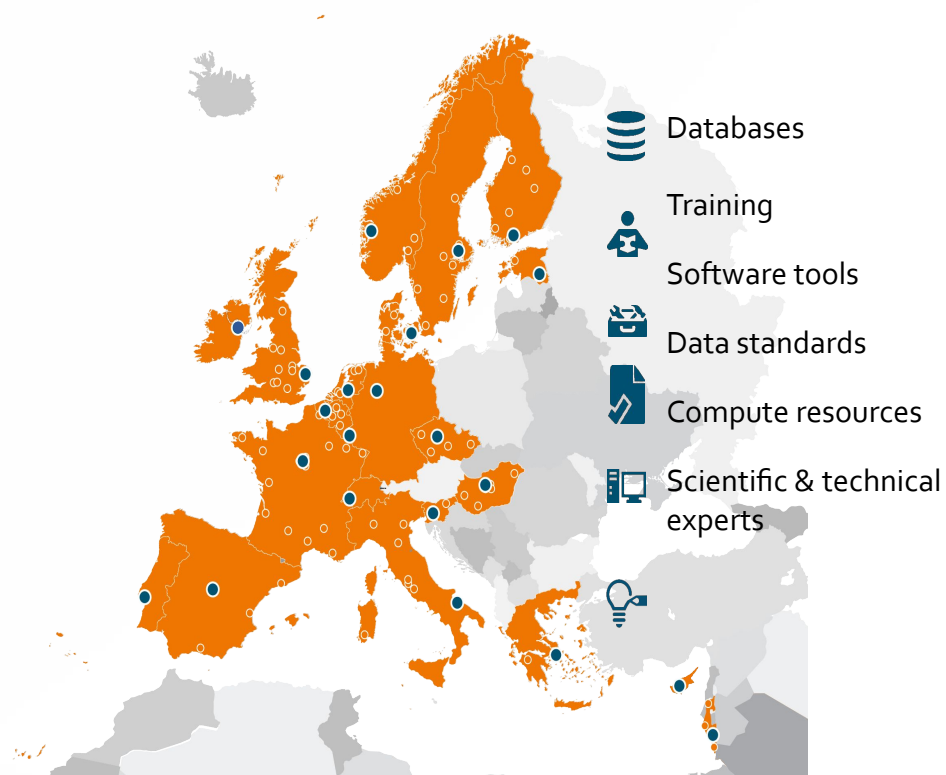 Databases
Training
Software tools
Data standards
Compute resources
Scientific & technical
experts